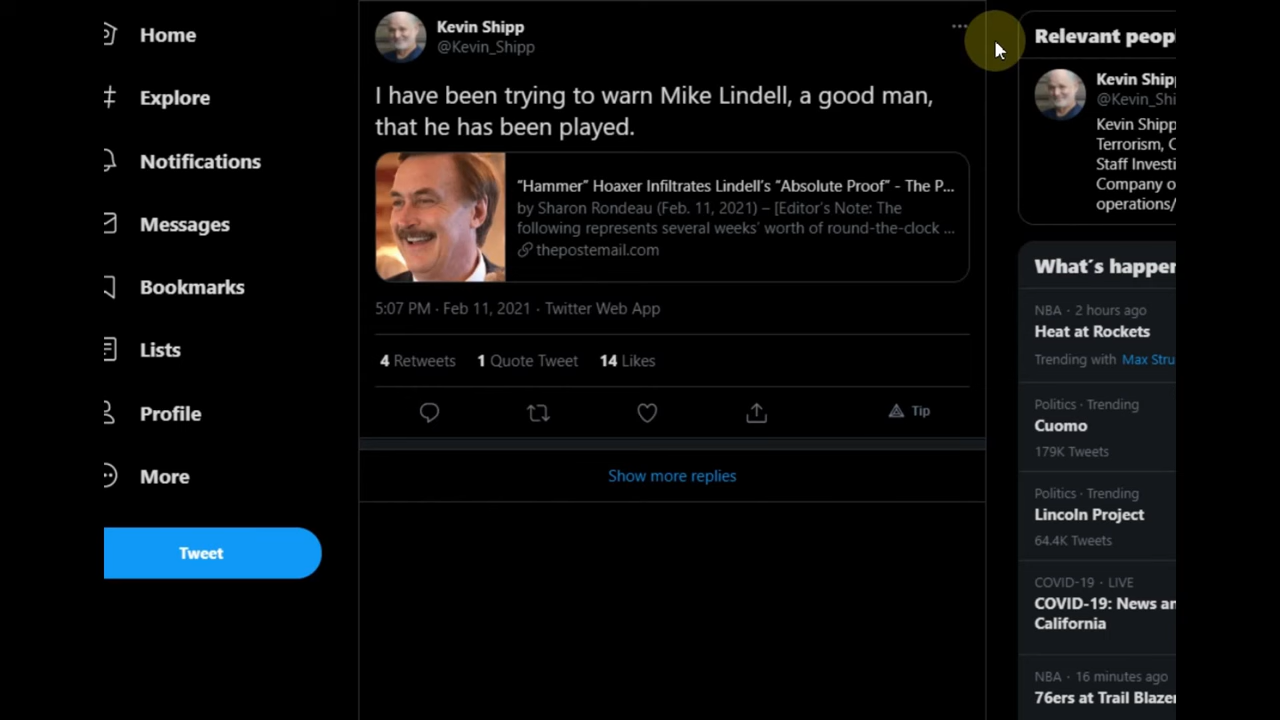 Home
Explore
Notifications
Messages
Bookmarks
Lists
Profile
More
Tweet
Kevin Shipp
@Kevin_Shipp
I have been trying to warn Mike Lindell, a good man,
that he has been played.
"Hammer" Hoaxer Infiltrates Lindell's "Absolute Proof" - The P...
by Sharon Rondeau (Feb. 11, 2021) – [Editor's Note: The
following represents several weeks' worth of round-the-clock ...
thepostemail.com
5:07 PM · Feb 11, 2021 · Twitter Web App
4 Retweets 1 Quote Tweet 14 Likes
Tip
Show more replies
Relevant peopl
Kevin Ship
@Kevin_Shi
Kevin Shipp
Terrorism, C
Staff Investi
Company o
operations/
What's happen
NBA · 2 hours ago
Heat at Rockets
Trending with Max Stru
Politics · Trending
Cuomo
179K Tweets
Politics · Trending
Lincoln Project
64.4K Tweets
COVID-19 · LIVE
COVID-19: News an
California
NBA · 16 minutes ago
76ers at Trail Blazer